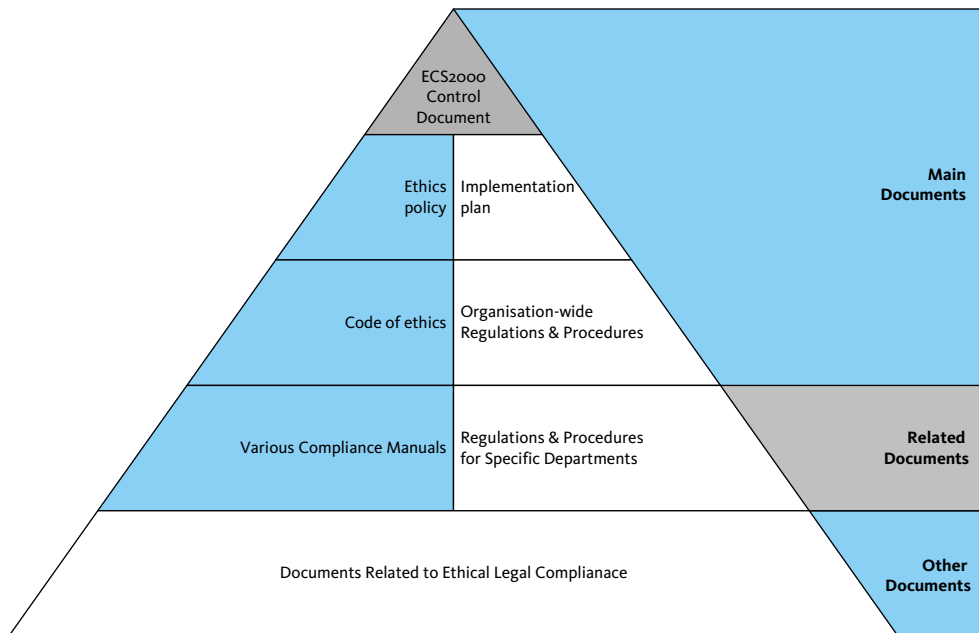 ECS2000
Control
Document
Ethics
policy
Implementation
plan
Main
Documents
Code of ethics
Organisation-wide
Regulations & Procedures
Various Compliance Manuals
Regulations & Procedures
for Specific Departments
Related
Documents
Documents Related to Ethical Legal Complianace
Other
Documents